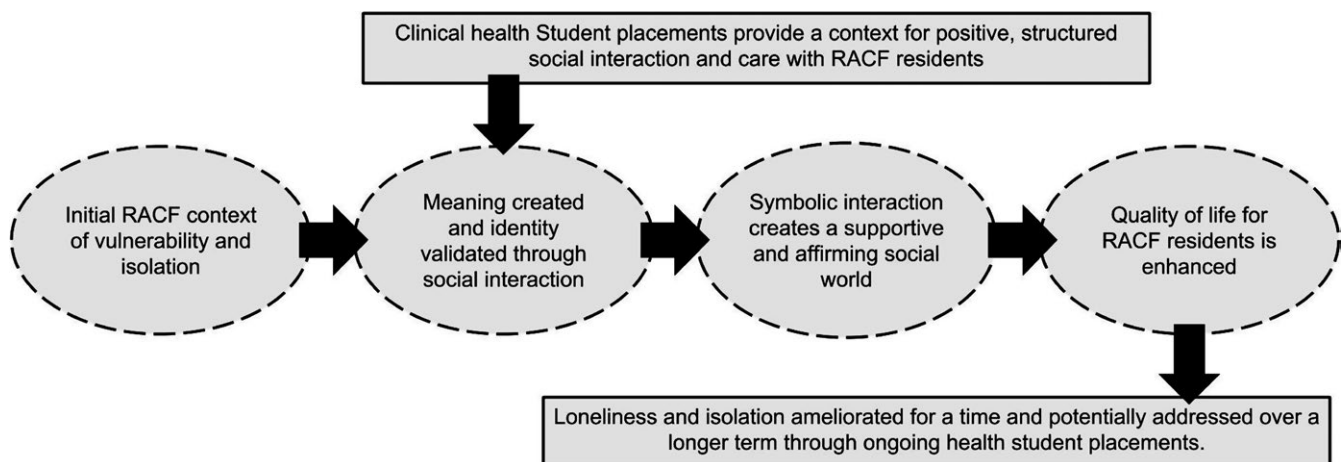 Clinical health Student placements provide a context for positive, structured
social interaction and care with RACF residents
Initial RACF context
of vulnerability and
isolation
Meaning created
and identity
validated through
social interaction
Symbolic interaction
creates a supportive
and affirming social
world
Quality of life for
RACF residents is
enhanced
Loneliness and isolation ameliorated for a time and potentially addressed over a
longer term through ongoing health student placements.